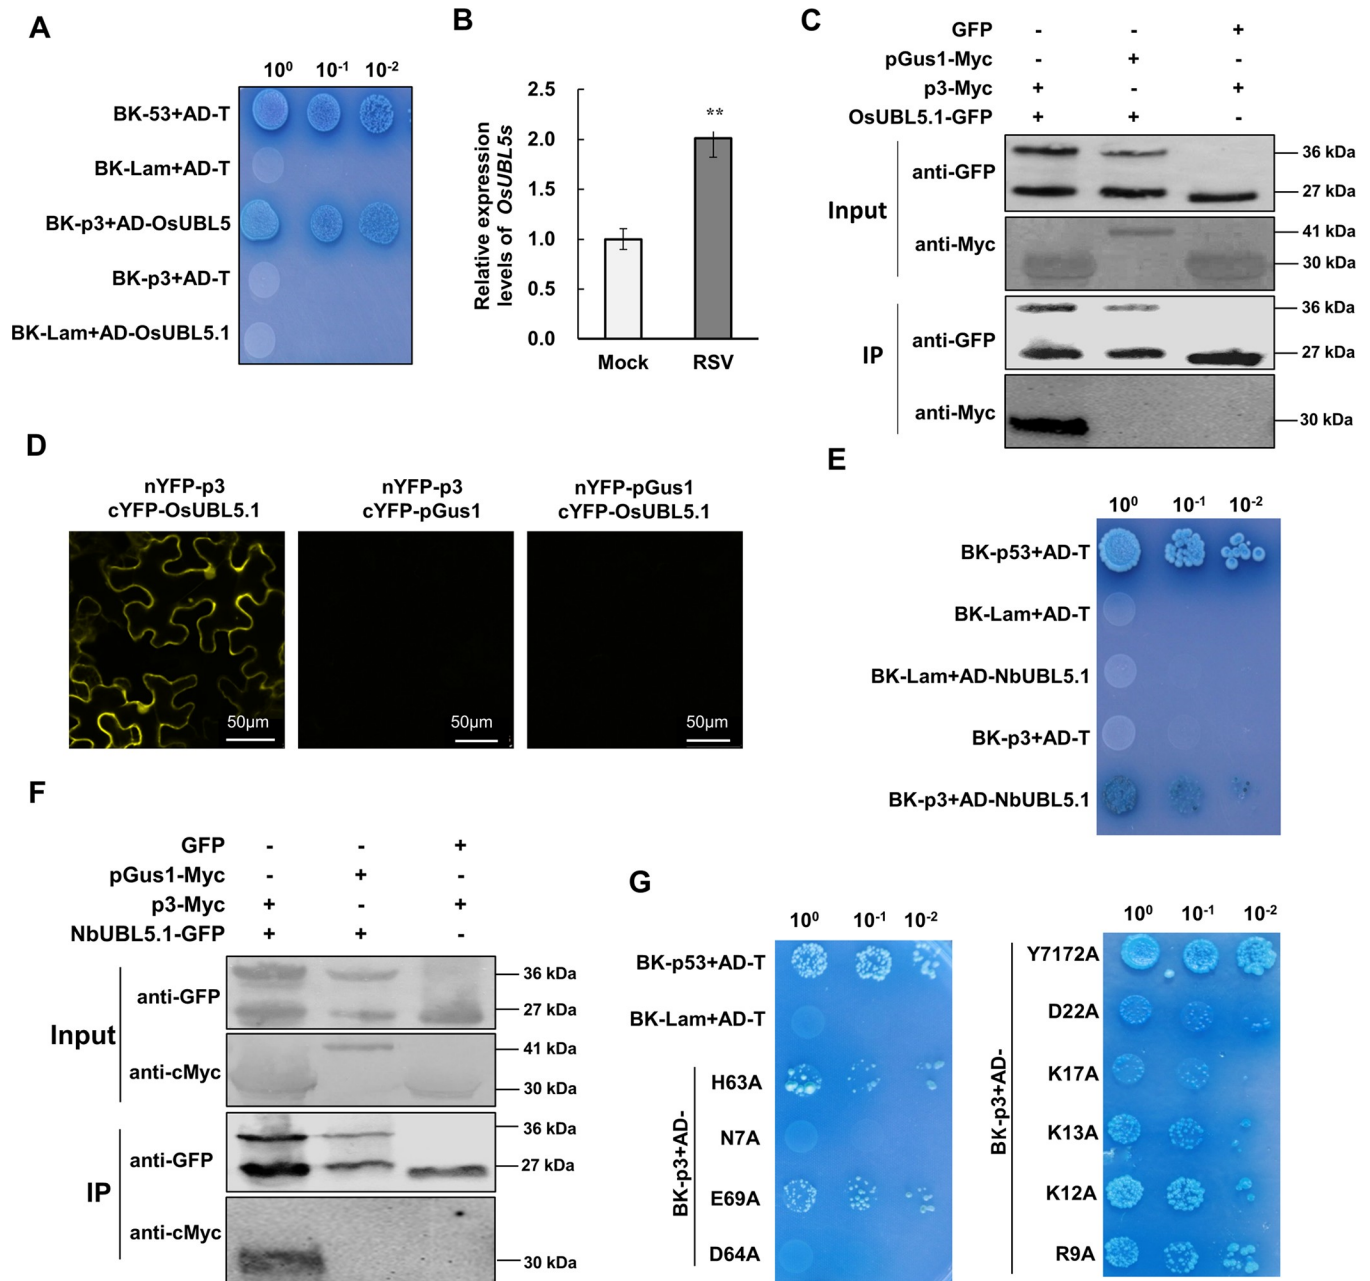 A
10⁰ 10⁻¹ 10⁻²
BK-53+AD-T
BK-Lam+AD-T
BK-p3+AD-OsUBL5
BK-p3+AD-T
BK-Lam+AD-OsUBL5.1
B
Relative expression
levels of OsUBL5s
2.5
2.0
1.5
1.0
0.5
0.0
**
Mock RSV
C
GFP - - +
pGus1-Myc - + -
p3-Myc + - +
OsUBL5.1-GFP + + -
Input
anti-GFP
36 kDa
27 kDa
anti-Myc
41 kDa
30 kDa
IP
anti-GFP
36 kDa
27 kDa
anti-Myc
30 kDa
D
nYFP-p3
cYFP-OsUBL5.1
50µm
nYFP-p3
cYFP-pGus1
50µm
nYFP-pGus1
cYFP-OsUBL5.1
50µm
E
10⁰ 10⁻¹ 10⁻²
BK-p53+AD-T
BK-Lam+AD-T
BK-Lam+AD-NbUBL5.1
BK-p3+AD-T
BK-p3+AD-NbUBL5.1
F
GFP - - +
pGus1-Myc - + -
p3-Myc + - +
NbUBL5.1-GFP + + -
Input
anti-GFP
36 kDa
27 kDa
anti-cMyc
41 kDa
30 kDa
IP
anti-GFP
36 kDa
27 kDa
anti-cMyc
30 kDa
G
10⁰ 10⁻¹ 10⁻²
BK-p53+AD-T
BK-Lam+AD-T
BK-p3+AD-
H63A
N7A
E69A
D64A
10⁰ 10⁻¹ 10⁻²
BK-p3+AD-
Y7172A
D22A
K17A
K13A
K12A
R9A